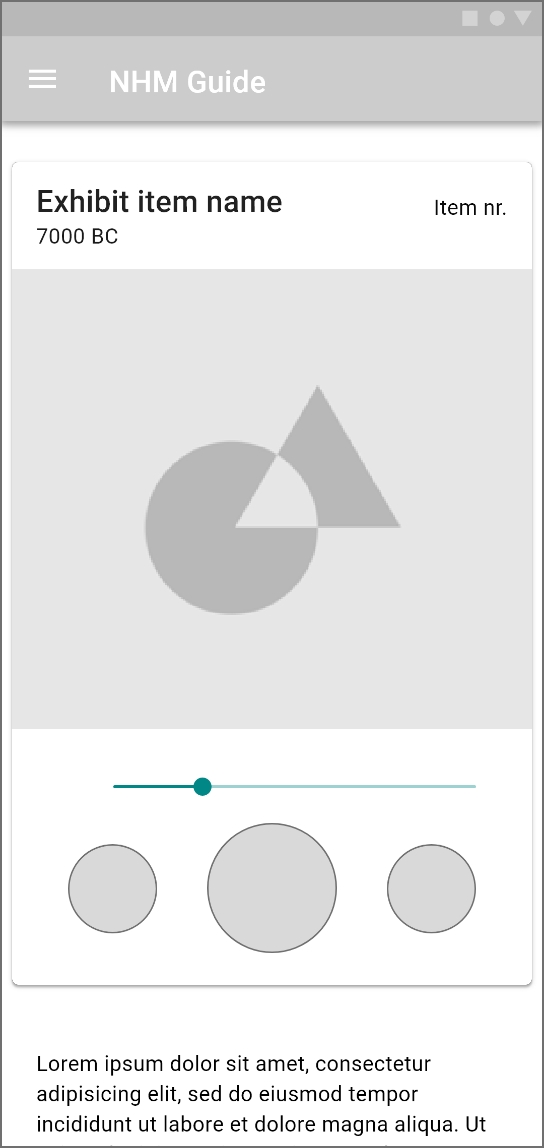 NHM Guide
Exhibit item name
Item nr.
7000 BC
Lorem ipsum dolor sit amet, consectetur
adipisicing elit, sed do eiusmod tempor
incididunt ut labore et dolore magna aliqua. Ut